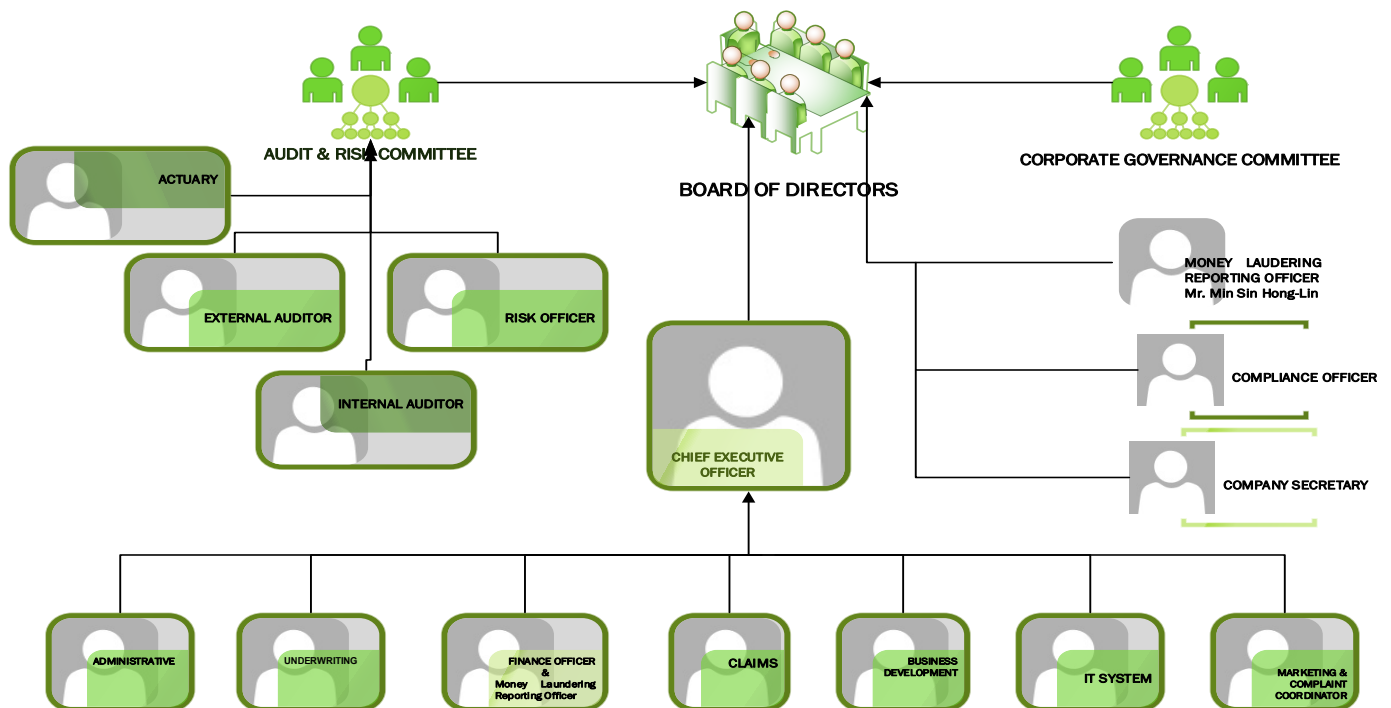 AUDIT & RISK COMMITTEE
CORPORATE GOVERNANCE COMMITTEE
BOARD OF DIRECTORS
ACTUARY
EXTERNAL AUDITOR
RISK OFFICER
INTERNAL AUDITOR
MONEY LAUDERING
REPORTING OFFICER
Mr. Min Sin Hong-Lin
COMPLIANCE OFFICER
COMPANY SECRETARY
CHIEF EXECUTIVE
OFFICER
ADMINISTRATIVE
UNDERWRITING
FINANCE OFFICER
&
Money Laundering
Reporting Officer
CLAIMS
BUSINESS
DEVELOPMENT
IT SYSTEM
MARKETING &
COMPLAINT
COORDINATOR